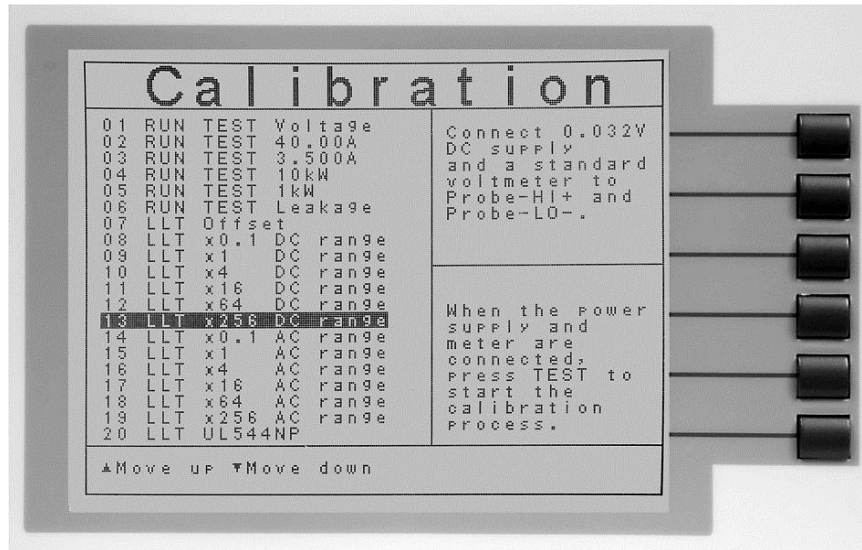 Calibration
01 RUN TEST Voltage
02 RUN TEST 40.00A
03 RUN TEST 3.500A
04 RUN TEST 10kW
05 RUN TEST 1kW
06 RUN TEST Leakage
07 LLT Offset
08 LLT x0.1 DC range
09 LLT x1 DC range
10 LLT x4 DC range
11 LLT x16 DC range
12 LLT x64 DC range
13 LLT x256 DC range
14 LLT x0.1 AC range
15 LLT x1 AC range
16 LLT x4 AC range
17 LLT x16 AC range
18 LLT x64 AC range
19 LLT x256 AC range
20 LLT UL544NP
Connect 0.032V
DC supply
and a standard
voltmeter to
Probe-HI+ and
Probe-LO-.
When the power
supply and
meter are
connected,
press TEST to
start the
calibration
process.
▲Move up ▼Move down